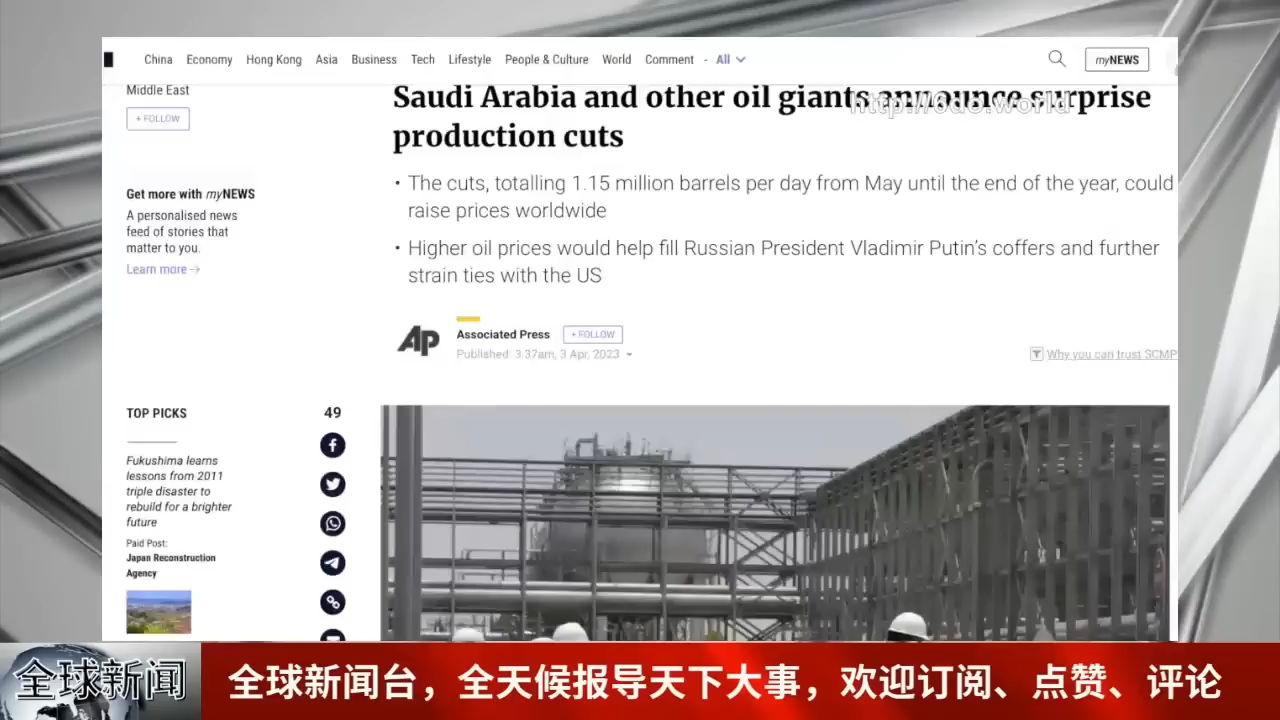 China Economy Hong Kong Asia Business Tech Lifestyle People & Culture World Comment - All
myNEWS
Middle East
+ FOLLOW
Saudi Arabia and other oil giants announce surprise
production cuts
http://6do.world
• The cuts, totalling 1.15 million barrels per day from May until the end of the year, could
raise prices worldwide
• Higher oil prices would help fill Russian President Vladimir Putin's coffers and further
strain ties with the US
Get more with myNEWS
A personalised news
feed of stories that
matter to you.
Learn more
AP
Associated Press + FOLLOW
Published: 3.37am, 3 Apr, 2023
Why you can trust SCMP
TOP PICKS
49
Fukushima learns
lessons from 2011
triple disaster to
rebuild for a brighter
future
Paid Post:
Japan Reconstruction
Agency
全球新闻
全球新闻台，全天候报导天下大事，欢迎订阅、点赞、评论